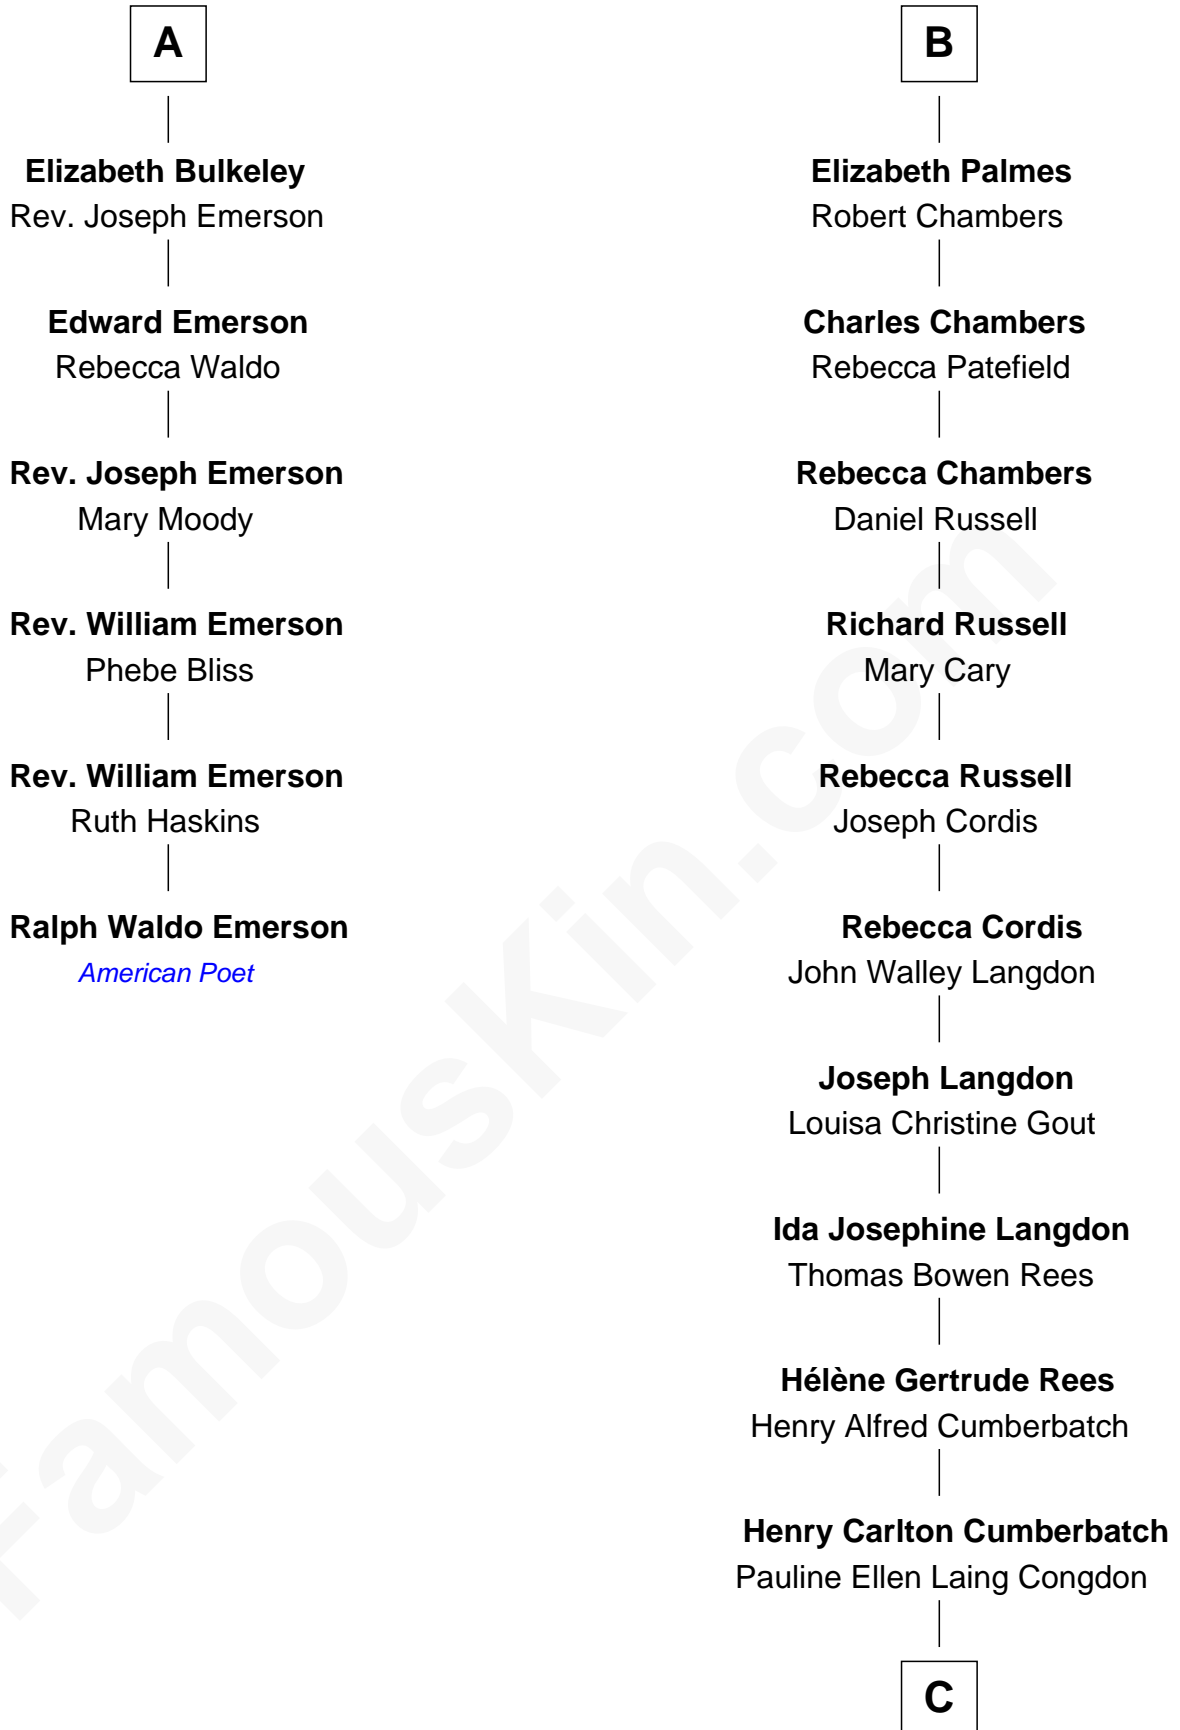 A
Elizabeth Bulkeley
Rev. Joseph Emerson
Edward Emerson
Rebecca Waldo
Rev. Joseph Emerson
Mary Moody
Rev. William Emerson
Phebe Bliss
Rev. William Emerson
Ruth Haskins
Ralph Waldo Emerson
American Poet
B
Elizabeth Palmes
Robert Chambers
Charles Chambers
Rebecca Patefield
Rebecca Chambers
Daniel Russell
Richard Russell
Mary Cary
Rebecca Russell
Joseph Cordis
Rebecca Cordis
John Walley Langdon
Joseph Langdon
Louisa Christine Gout
Ida Josephine Langdon
Thomas Bowen Rees
Hélène Gertrude Rees
Henry Alfred Cumberbatch
Henry Carlton Cumberbatch
Pauline Ellen Laing Congdon
C
FamousKin.com